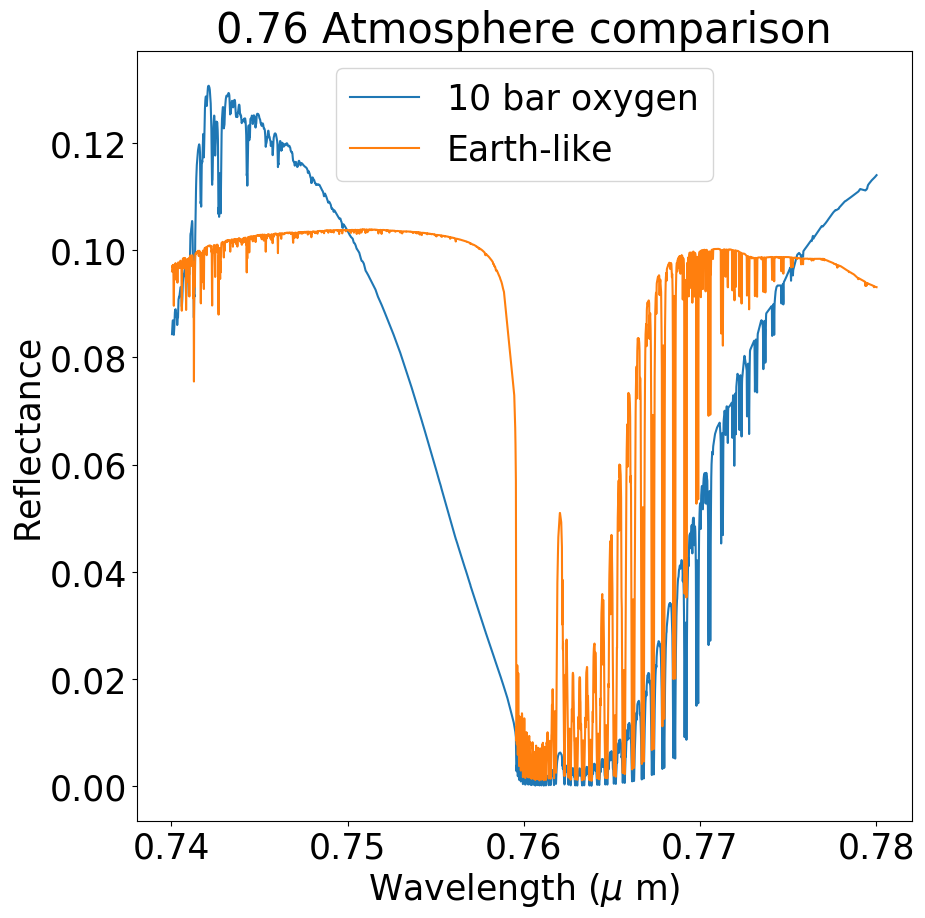 0.76 Atmosphere comparison
10 bar oxygen
Earth-like
Reflectance
0.12
0.10
0.08
0.06
0.04
0.02
0.00
0.74 0.75 0.76 0.77 0.78
Wavelength (μ m)